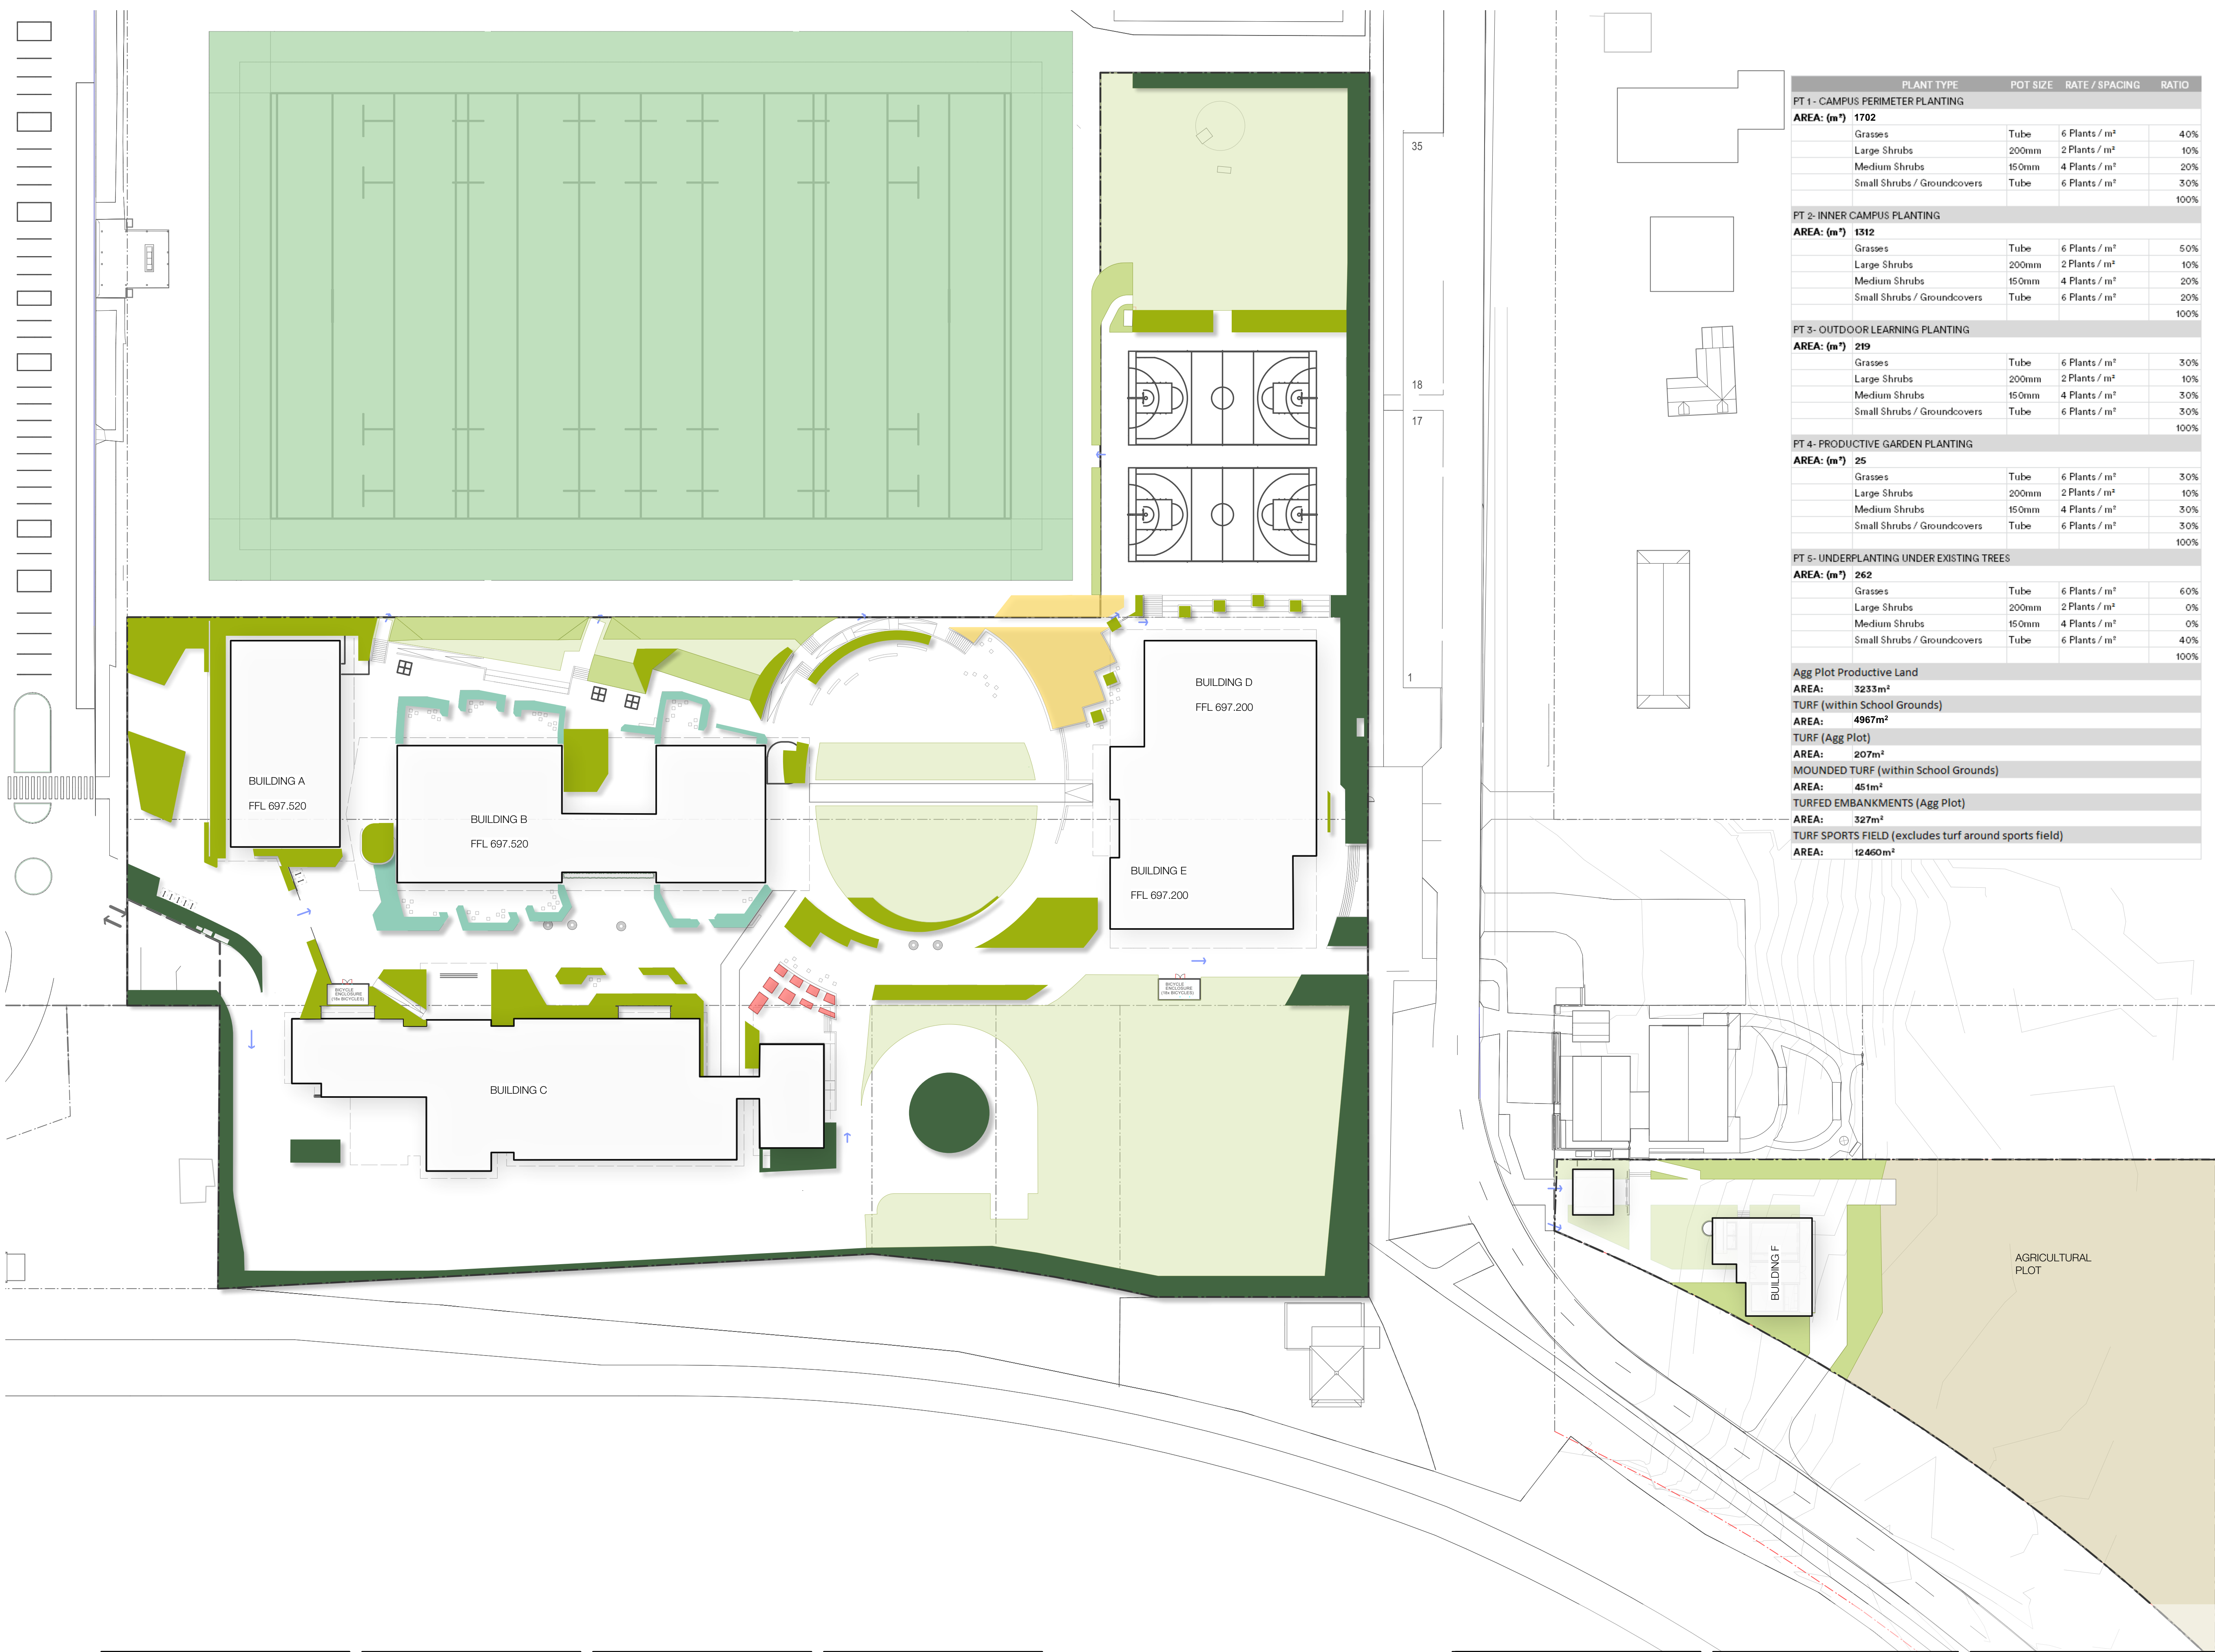 35
18
17
1
BUILDING A
FFL 697.520
BUILDING B
FFL 697.520
BUILDING D
FFL 697.200
BUILDING E
FFL 697.200
BICYCLE
ENCLOSURE
(18x BICYCLES)
BICYCLE
ENCLOSURE
(18x BICYCLES)
BUILDING C
BUILDING F
AGRICULTURAL
PLOT
PLANT TYPE POT SIZE RATE / SPACING RATIO
PT 1 - CAMPUS PERIMETER PLANTING
AREA: (m²) 1702
Grasses Tube 6 Plants / m² 40%
Large Shrubs 200mm 2 Plants / m² 10%
Medium Shrubs 150mm 4 Plants / m² 20%
Small Shrubs / Groundcovers Tube 6 Plants / m² 30%
100%
PT 2- INNER CAMPUS PLANTING
AREA: (m²) 1312
Grasses Tube 6 Plants / m² 50%
Large Shrubs 200mm 2 Plants / m² 10%
Medium Shrubs 150mm 4 Plants / m² 20%
Small Shrubs / Groundcovers Tube 6 Plants / m² 20%
100%
PT 3- OUTDOOR LEARNING PLANTING
AREA: (m²) 219
Grasses Tube 6 Plants / m² 30%
Large Shrubs 200mm 2 Plants / m² 10%
Medium Shrubs 150mm 4 Plants / m² 30%
Small Shrubs / Groundcovers Tube 6 Plants / m² 30%
100%
PT 4- PRODUCTIVE GARDEN PLANTING
AREA: (m²) 25
Grasses Tube 6 Plants / m² 30%
Large Shrubs 200mm 2 Plants / m² 10%
Medium Shrubs 150mm 4 Plants / m² 30%
Small Shrubs / Groundcovers Tube 6 Plants / m² 30%
100%
PT 5- UNDERPLANTING UNDER EXISTING TREES
AREA: (m²) 262
Grasses Tube 6 Plants / m² 60%
Large Shrubs 200mm 2 Plants / m² 0%
Medium Shrubs 150mm 4 Plants / m² 0%
Small Shrubs / Groundcovers Tube 6 Plants / m² 40%
100%
Agg Plot Productive Land
AREA: 3233m²
TURF (within School Grounds)
AREA: 4967m²
TURF (Agg Plot)
AREA: 207m²
MOUNDED TURF (within School Grounds)
AREA: 451m²
TURFED EMBANKMENTS (Agg Plot)
AREA: 327m²
TURF SPORTS FIELD (excludes turf around sports field)
AREA: 12460m²